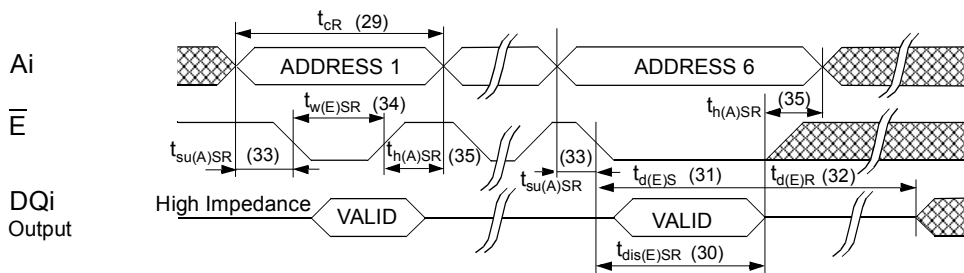 t_cR (29)
Ai ADDRESS 1 ADDRESS 6
t_w(E)SR (34) t_h(A)SR (35)
E̅
t_su(A)SR (33) t_h(A)SR (35) t_su(A)SR (33)
t_d(E)S (31) t_d(E)R (32)
DQi High Impedance VALID VALID
Output
t_dis(E)SR (30)